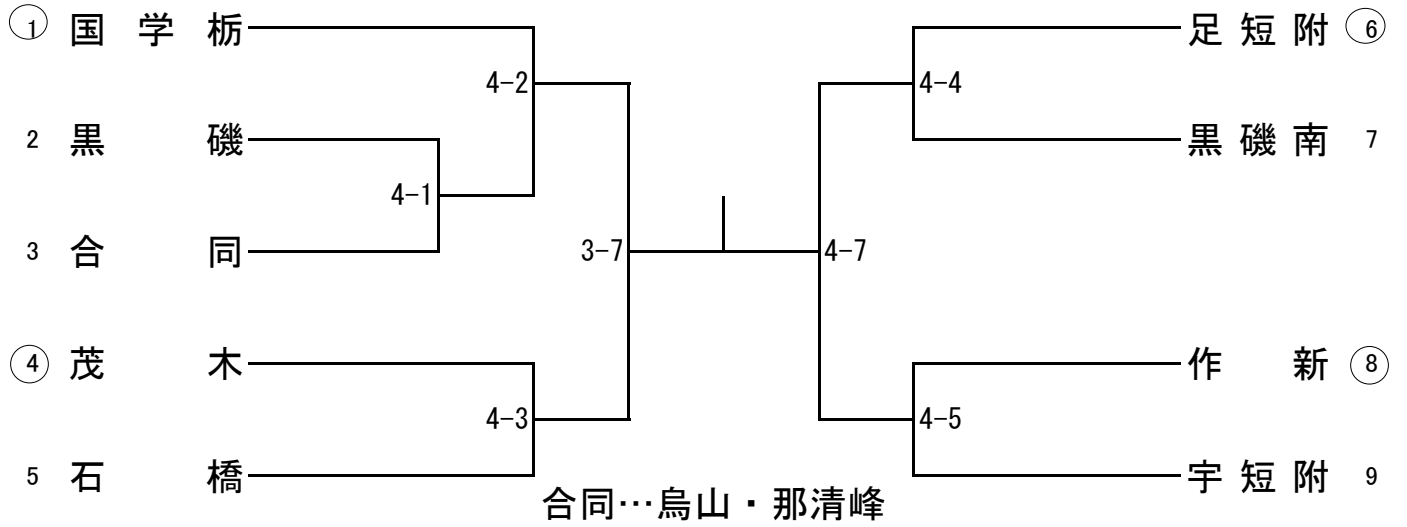 ① 国学栃 足短附 ⑥
4-2 4-4
2 黒磯 黒磯南 7
4-1
3 合同 3-7 4-7
④ 茂木 作新 ⑧
4-3 4-5
5 石橋 宇短附 9
合同…烏山・那清峰